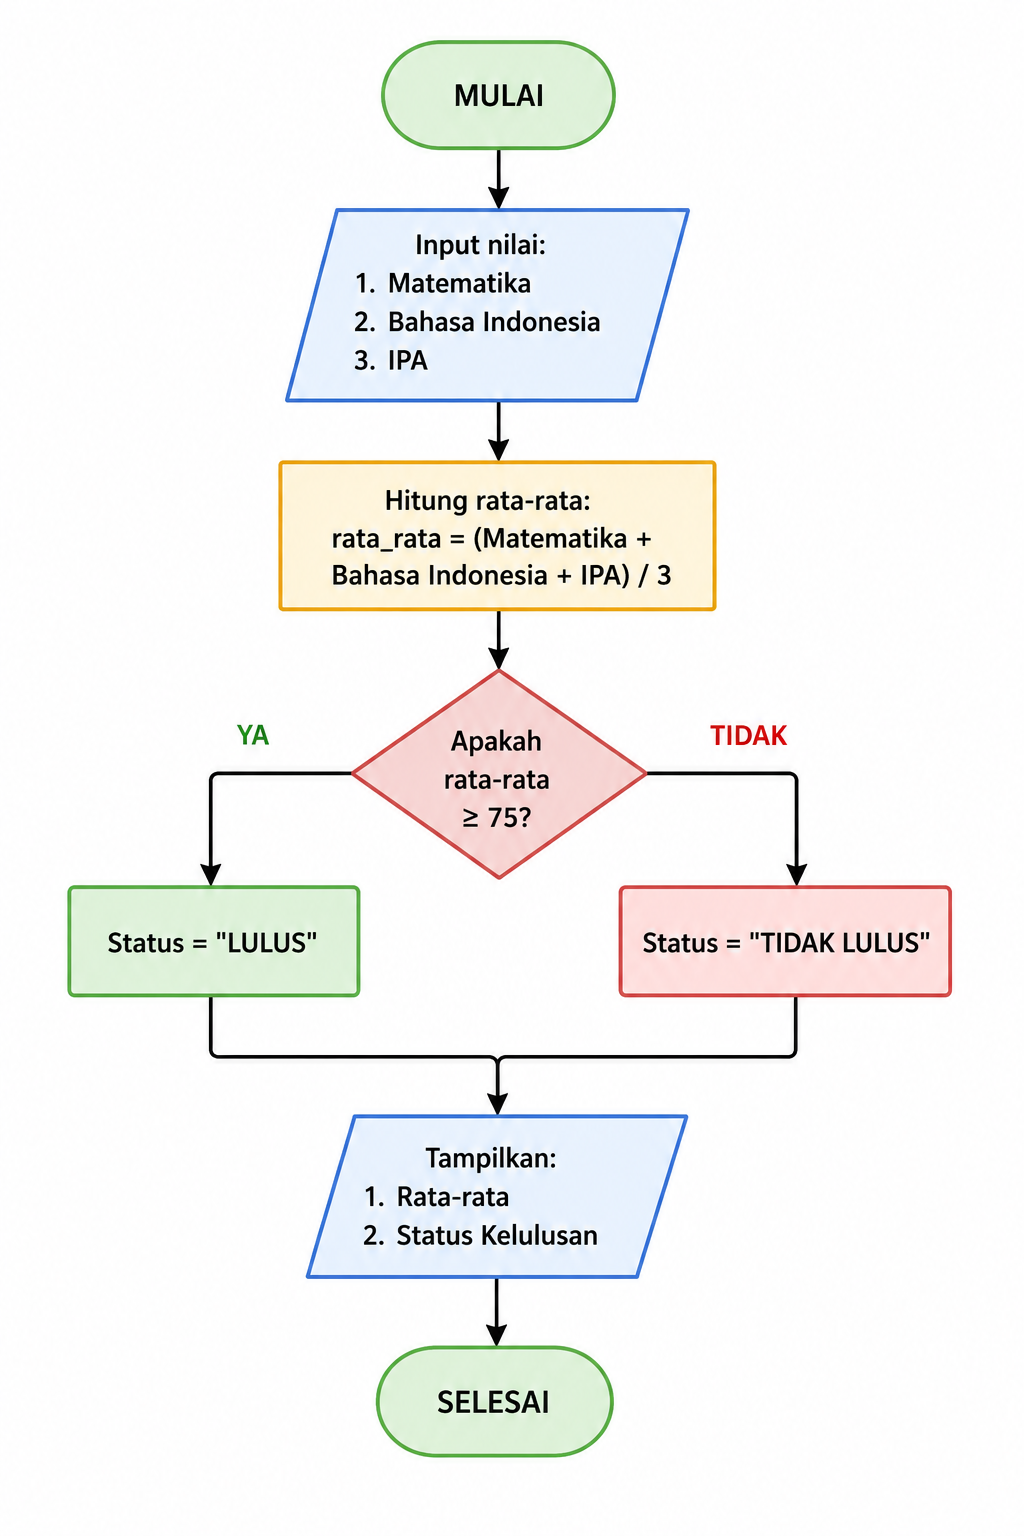 MULAI
Input nilai:
1. Matematika
2. Bahasa Indonesia
3. IPA
Hitung rata-rata:
rata_rata = (Matematika +
Bahasa Indonesia + IPA) / 3
Apakah
rata-rata
≥ 75?
YA
TIDAK
Status = "LULUS"
Status = "TIDAK LULUS"
Tampilkan:
1. Rata-rata
2. Status Kelulusan
SELESAI